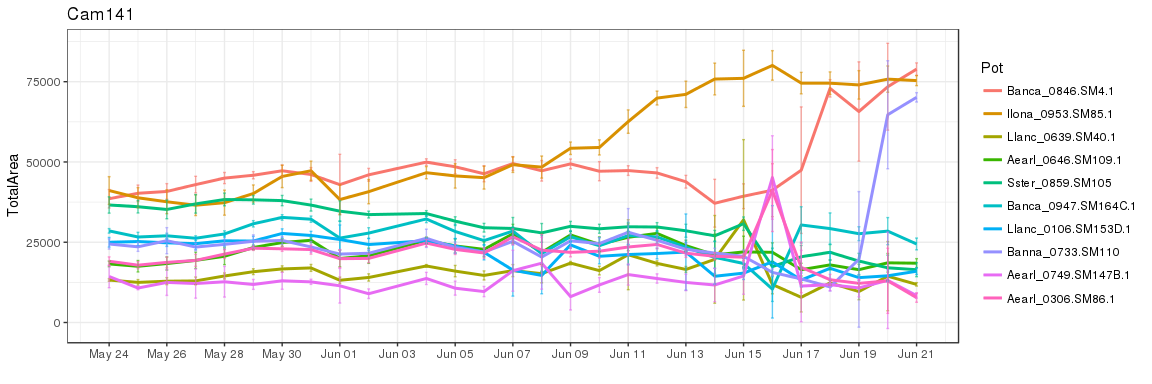 Cam141
TotalArea
75000
50000
25000
0
May 24 May 26 May 28 May 30 Jun 01 Jun 03 Jun 05 Jun 07 Jun 09 Jun 11 Jun 13 Jun 15 Jun 17 Jun 19 Jun 21
Pot
Banca_0846.SM4.1
Ilona_0953.SM85.1
Llanc_0639.SM40.1
Aearl_0646.SM109.1
Sster_0859.SM105
Banca_0947.SM164C.1
Llanc_0106.SM153D.1
Banna_0733.SM110
Aearl_0749.SM147B.1
Aearl_0306.SM86.1